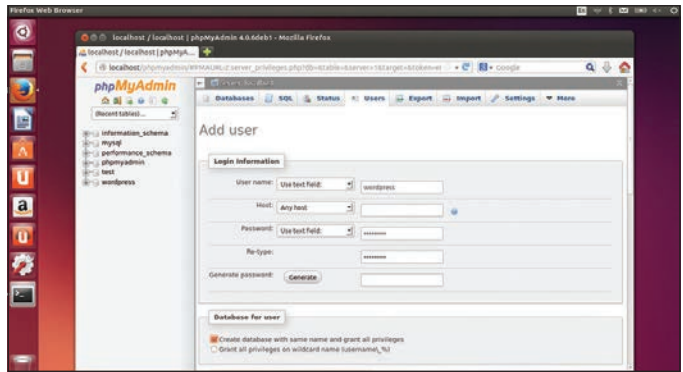 Firefox Web Browser
localhost / localhost | phpMyAdmin 4.0.6deb1 - Mozilla Firefox
localhost / localhost | phpMyA...
Google
phpMyAdmin
(Recent tables) ...
information_schema
mysql
performance_schema
phpmyadmin
test
wordpress
Databases SQL Status Users Export Import Settings More
Add user
Login Information
User name: Use text field: wordpress
Host: Any host
Password: Use text field: ••••••••
Re-type: ••••••••
Generate password: Generate
Database for user
Create database with same name and grant all privileges
Grant all privileges on wildcard name (username\_%)